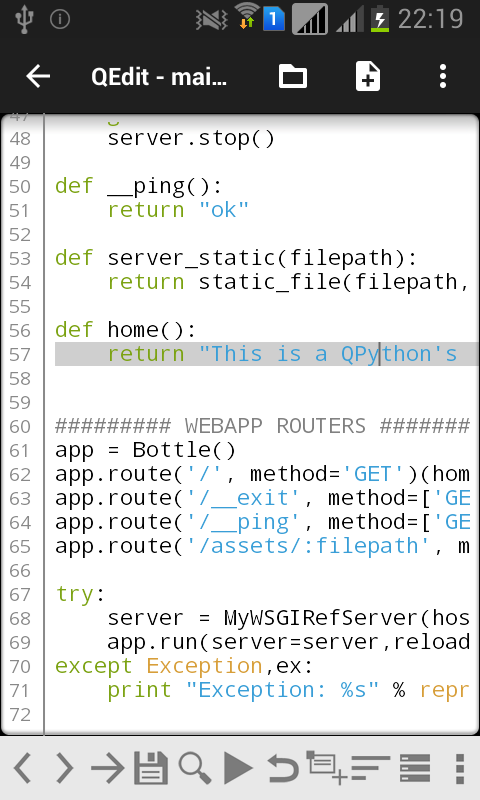 22:19
QEdit - mai...
48 server.stop()
49
50 def __ping():
51 return "ok"
52
53 def server_static(filepath):
54 return static_file(filepath,
55
56 def home():
57 return "This is a QPython's
58
59
60 ######### WEBAPP ROUTERS #######
61 app = Bottle()
62 app.route('/', method='GET')(hom
63 app.route('/__exit', method=['GE
64 app.route('/__ping', method=['GE
65 app.route('/assets/:filepath', m
66
67 try:
68 server = MyWSGIRefServer(hos
69 app.run(server=server,reload
70 except Exception,ex:
71 print "Exception: %s" % repr
72